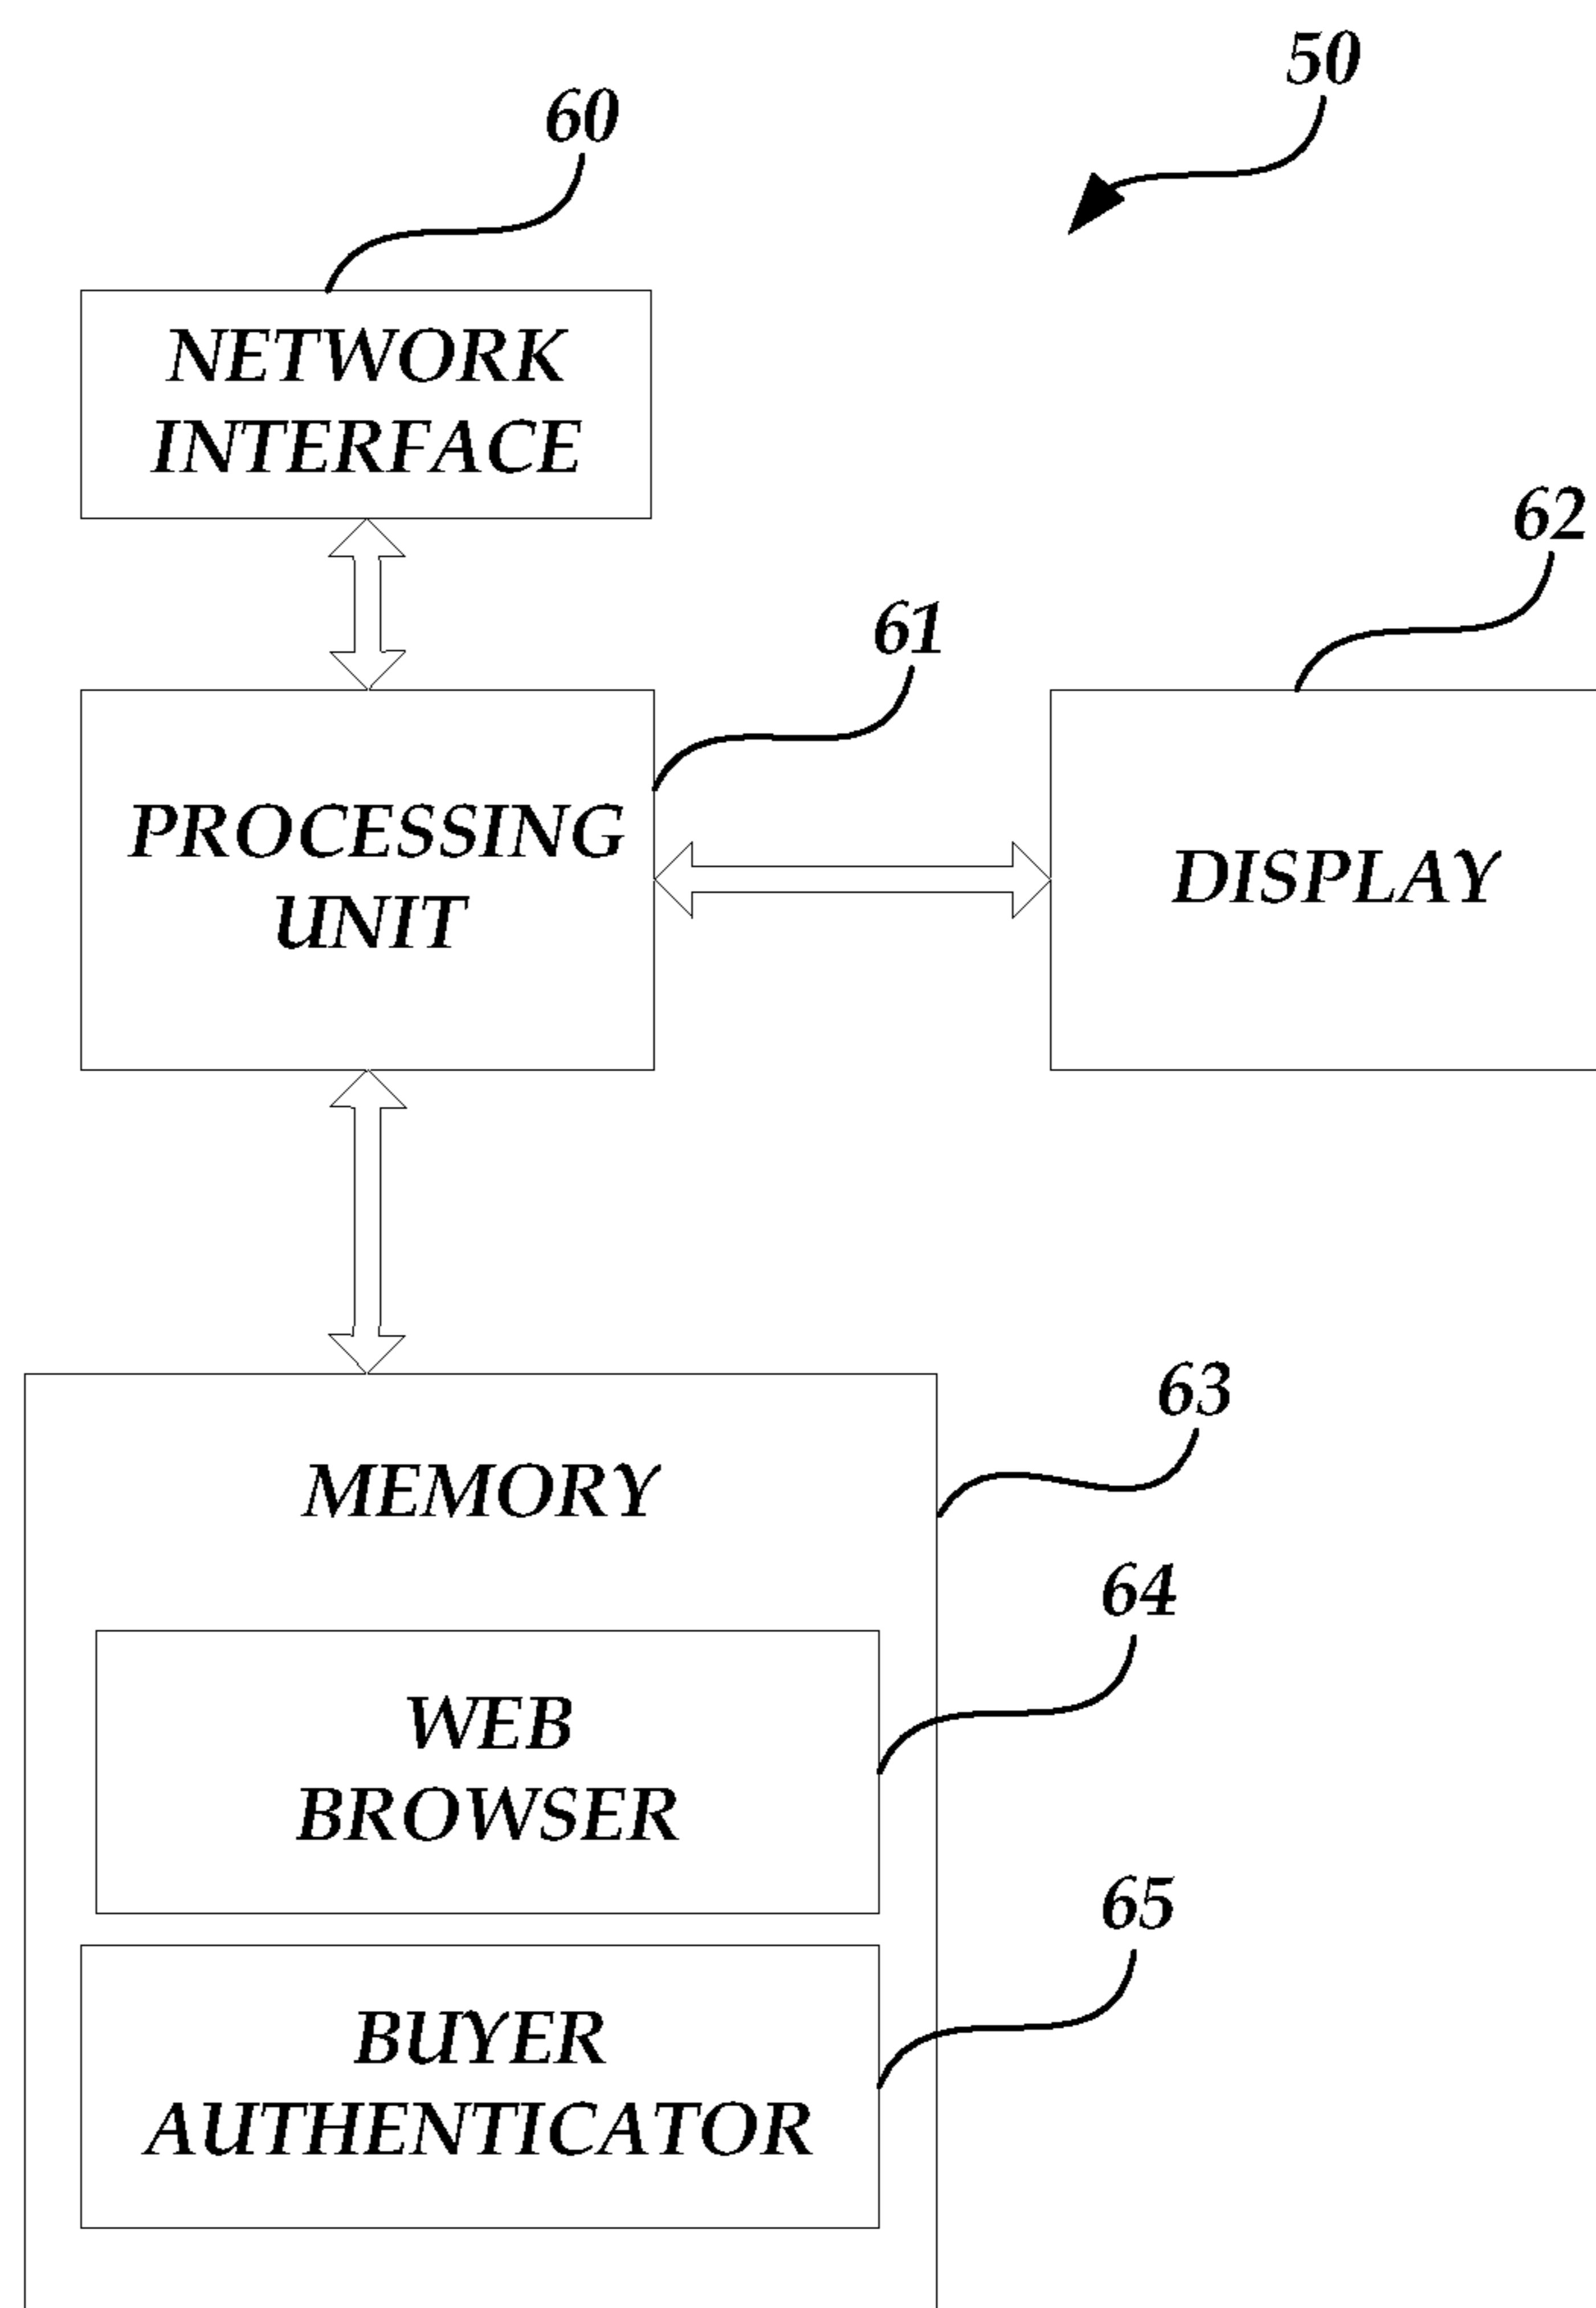 50
60
NETWORK
INTERFACE
62
61
PROCESSING
UNIT
DISPLAY
63
MEMORY
64
WEB
BROWSER
65
BUYER
AUTHENTICATOR